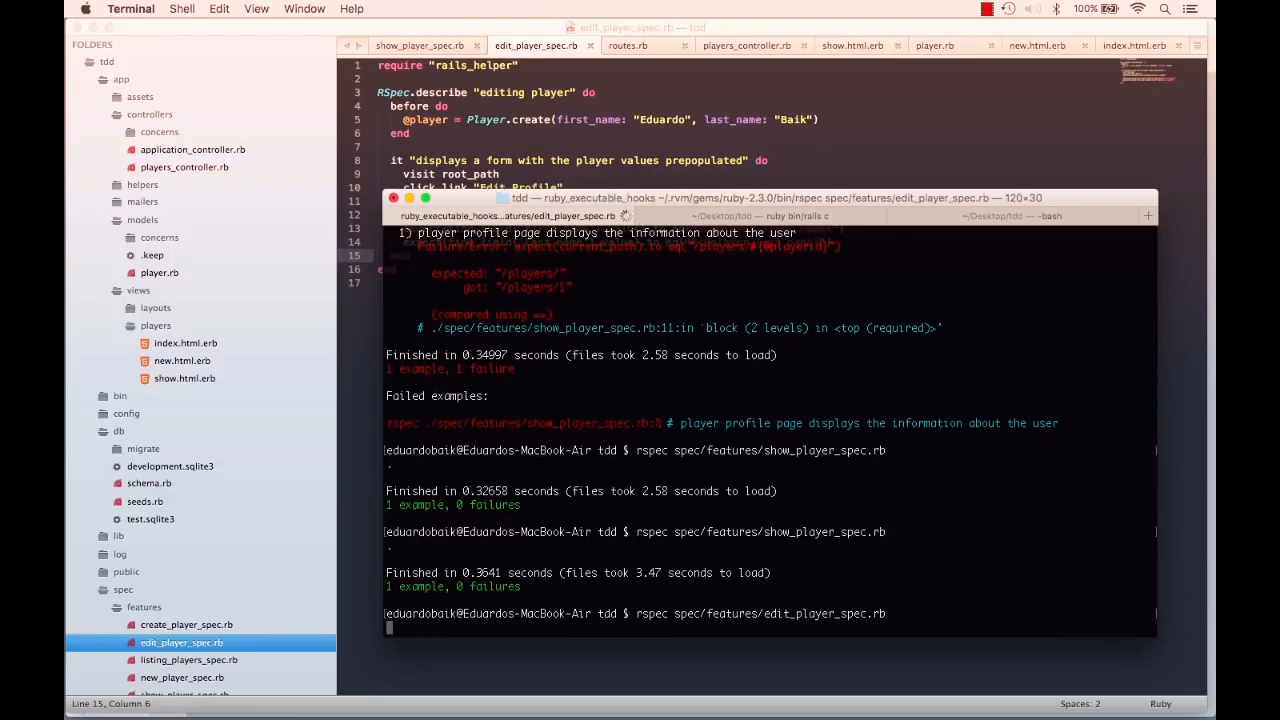 Terminal Shell Edit View Window Help 100%
edit_player_spec.rb — tdd
FOLDERS
tdd
app
assets
controllers
concerns
application_controller.rb
players_controller.rb
helpers
mailers
models
concerns
.keep
player.rb
views
layouts
players
index.html.erb
new.html.erb
show.html.erb
bin
config
db
migrate
development.sqlite3
schema.rb
seeds.rb
test.sqlite3
lib
log
public
spec
features
create_player_spec.rb
edit_player_spec.rb
listing_players_spec.rb
new_player_spec.rb
show_player_spec.rb
show_player_spec.rb edit_player_spec.rb routes.rb players_controller.rb show.html.erb player.rb new.html.erb index.html.erb
1 require "rails_helper"
2
3 RSpec.describe "editing player" do
4 before do
5 @player = Player.create(first_name: "Eduardo", last_name: "Baik")
6 end
7
8 it "displays a form with the player values prepopulated" do
9 visit root_path
10 click_link "Edit Profile"
11
12
13
14
15 end
16 end
17
tdd — ruby_executable_hooks ~/.rvm/gems/ruby-2.3.0/bin/rspec spec/features/edit_player_spec.rb — 120×30
ruby_executable_hooks...atures/edit_player_spec.rb ~/Desktop/tdd — ruby bin/rails c ~/Desktop/tdd — -bash
1) player profile page displays the information about the user
Failure/Error: expect(current_path).to eq("/players/#{@playerid}")
expected: "/players/"
got: "/players/1"
(compared using ==)
# ./spec/features/show_player_spec.rb:11:in `block (2 levels) in <top (required)>'
Finished in 0.34997 seconds (files took 2.58 seconds to load)
1 example, 1 failure
Failed examples:
rspec ./spec/features/show_player_spec.rb:8 # player profile page displays the information about the user
[eduardobaik@Eduardos-MacBook-Air tdd $ rspec spec/features/show_player_spec.rb ]
.
Finished in 0.32658 seconds (files took 2.58 seconds to load)
1 example, 0 failures
[eduardobaik@Eduardos-MacBook-Air tdd $ rspec spec/features/show_player_spec.rb ]
.
Finished in 0.3641 seconds (files took 3.47 seconds to load)
1 example, 0 failures
[eduardobaik@Eduardos-MacBook-Air tdd $ rspec spec/features/edit_player_spec.rb ]
Line 15, Column 6 Spaces: 2 Ruby